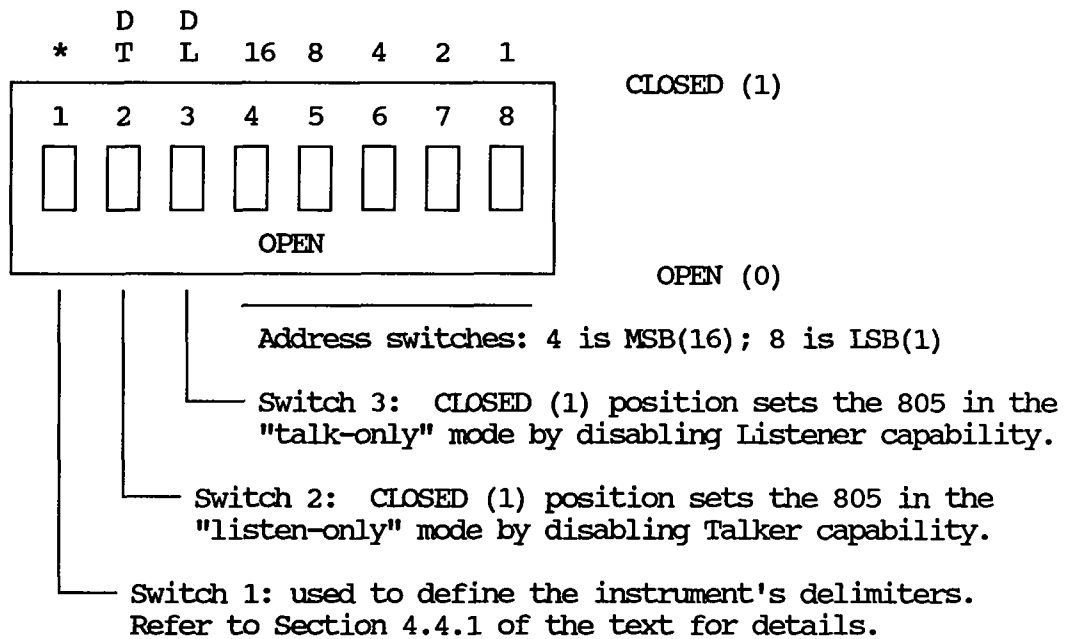 D D
* T L 16 8 4 2 1
CLOSED (1)
1 2 3 4 5 6 7 8
OPEN
OPEN (0)
Address switches: 4 is MSB(16); 8 is LSB(1)
Switch 3: CLOSED (1) position sets the 805 in the
"talk-only" mode by disabling Listener capability.
Switch 2: CLOSED (1) position sets the 805 in the
"listen-only" mode by disabling Talker capability.
Switch 1: used to define the instrument's delimiters.
Refer to Section 4.4.1 of the text for details.